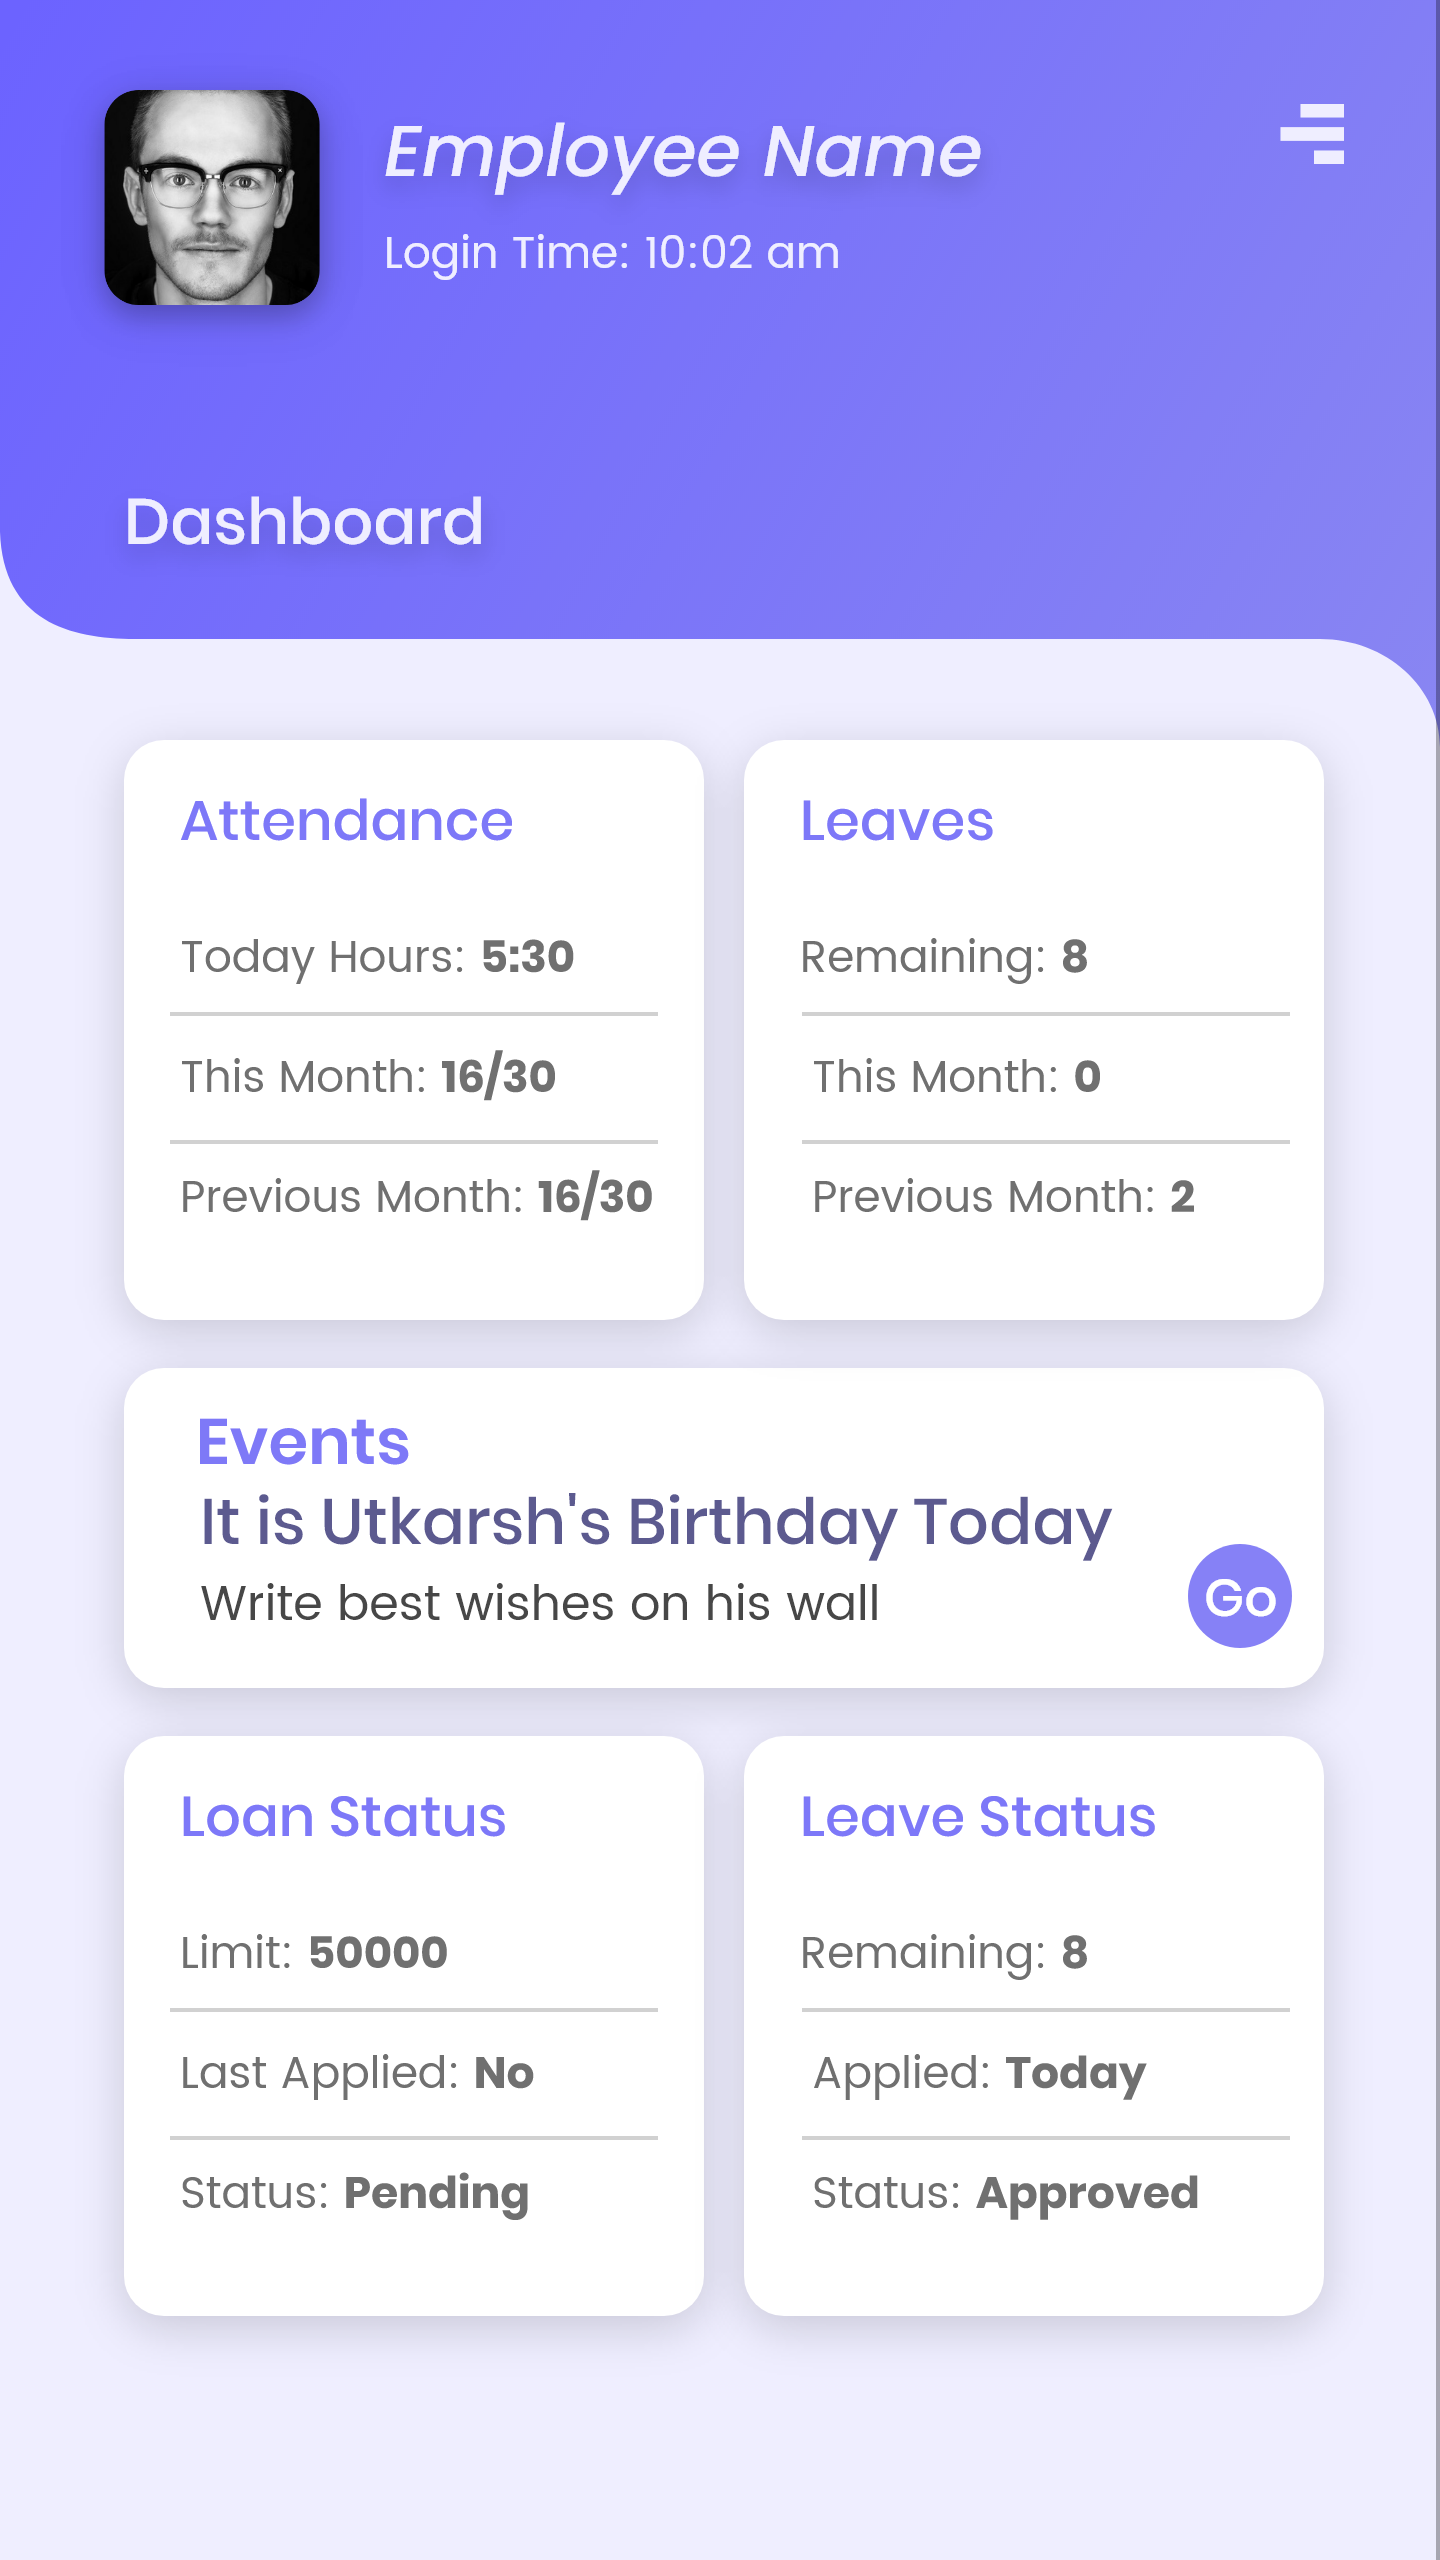 Employee Name
Login Time: 10:02 am
Dashboard
Attendance
Today Hours: 5:30
This Month: 16/30
Previous Month: 16/30
Leaves
Remaining: 8
This Month: 0
Previous Month: 2
Events
It is Utkarsh's Birthday Today
Write best wishes on his wall
Go
Loan Status
Limit: 50000
Last Applied: No
Status: Pending
Leave Status
Remaining: 8
Applied: Today
Status: Approved